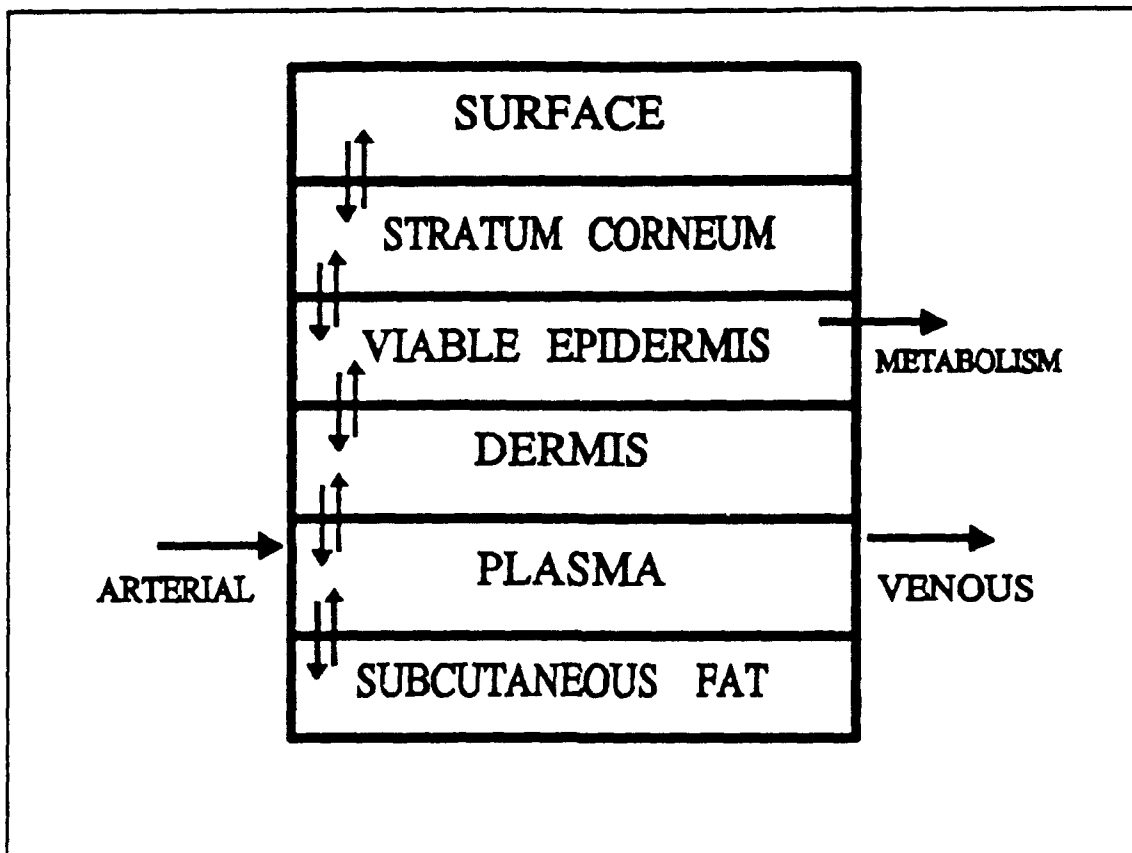 SURFACE
STRATUM CORNEUM
VIABLE EPIDERMIS
METABOLISM
DERMIS
ARTERIAL
PLASMA
VENOUS
SUBCUTANEOUS FAT